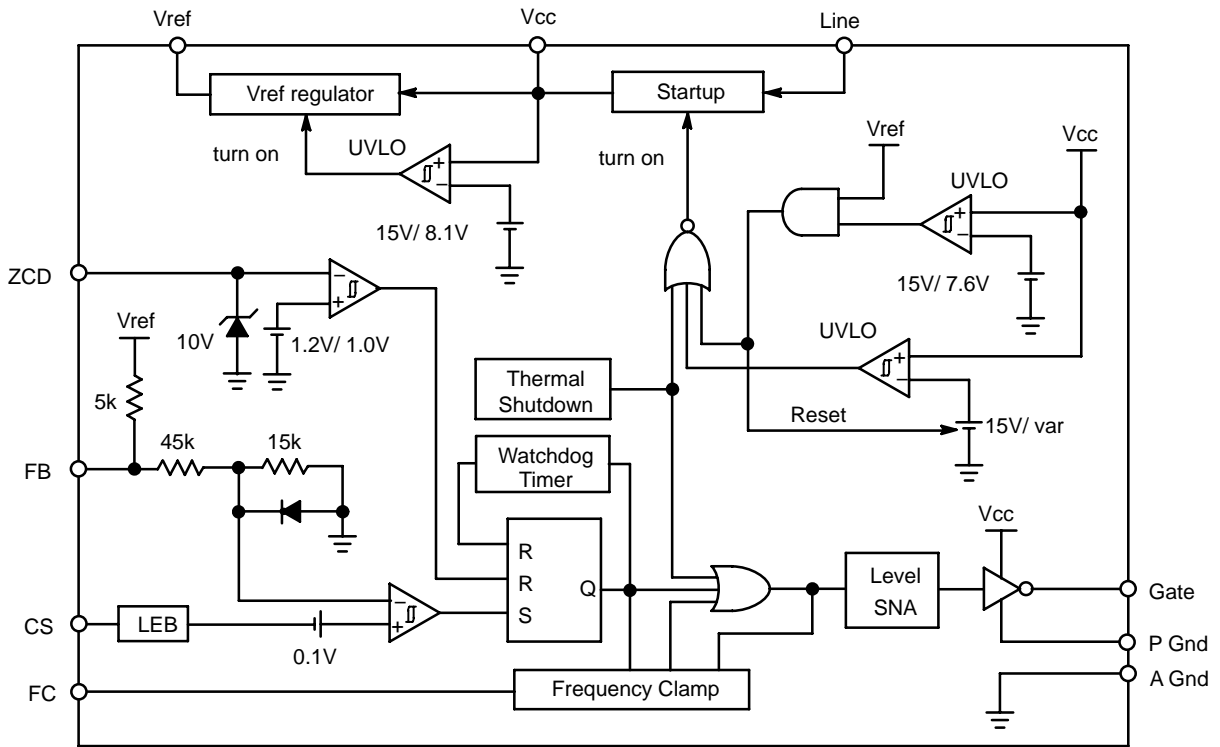 Vref
Vcc
Line
Vref regulator
Startup
turn on
UVLO
turn on
Vref
Vcc
UVLO
15V/ 8.1V
15V/ 7.6V
ZCD
Vref
10V
1.2V/ 1.0V
UVLO
5k
Thermal
Shutdown
Reset
15V/ var
45k
15k
FB
Watchdog
Timer
Vcc
R
R
S
Q
Level
SNA
Gate
CS
LEB
0.1V
P Gnd
A Gnd
FC
Frequency Clamp
+
−
+
−
+
−
−
+
−
+